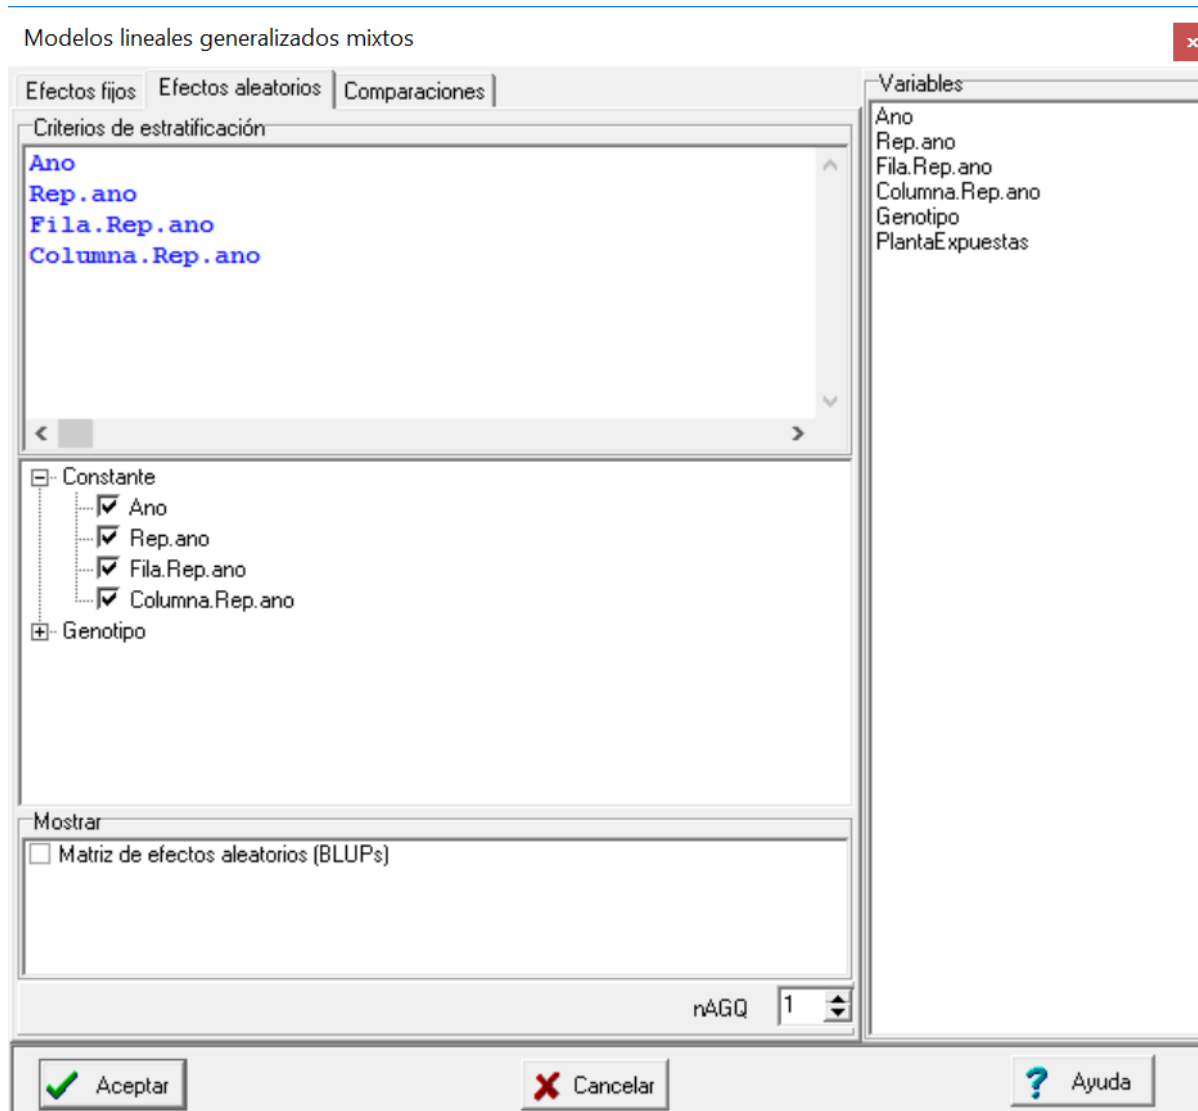 Modelos lineales generalizados mixtos
Efectos fijos Efectos aleatorios Comparaciones
Criterios de estratificación
Ano
Rep.ano
Fila.Rep.ano
Columna.Rep.ano
Constante
Ano
Rep.ano
Fila.Rep.ano
Columna.Rep.ano
Genotipo
Mostrar
Matriz de efectos aleatorios (BLUPs)
nAGQ 1
Variables
Ano
Rep.ano
Fila.Rep.ano
Columna.Rep.ano
Genotipo
PlantaExpuestas
Aceptar Cancelar Ayuda